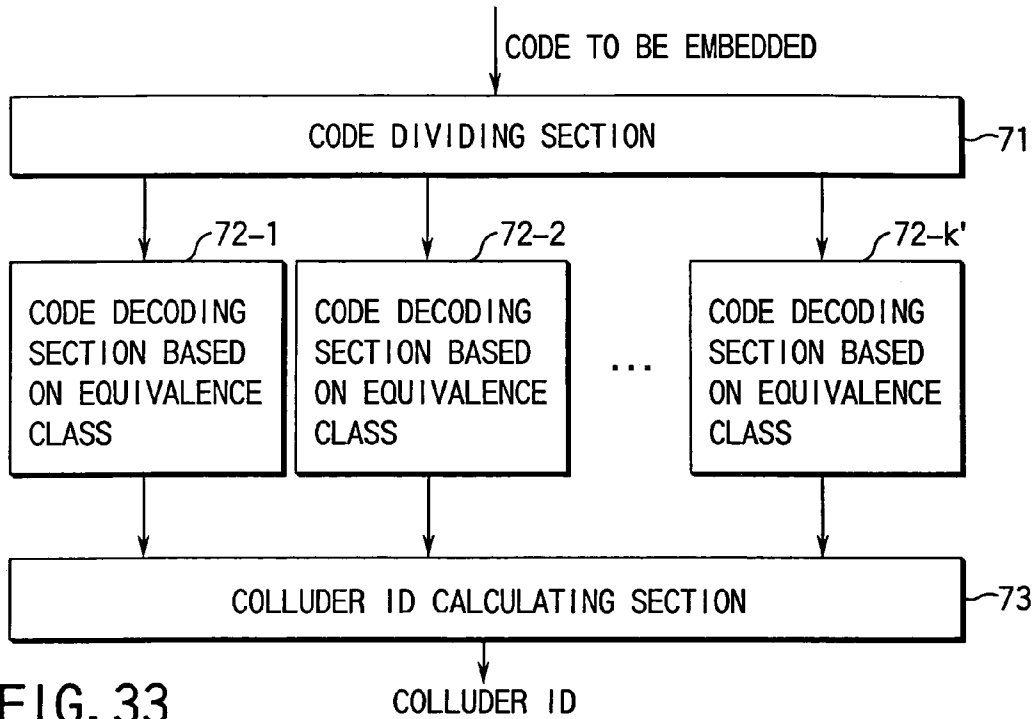 CODE TO BE EMBEDDED
CODE DIVIDING SECTION
71
72-1
72-2
72-k'
CODE DECODING
SECTION BASED
ON EQUIVALENCE
CLASS
CODE DECODING
SECTION BASED
ON EQUIVALENCE
CLASS
...
CODE DECODING
SECTION BASED
ON EQUIVALENCE
CLASS
COLLUDER ID CALCULATING SECTION
73
COLLUDER ID
FIG. 33